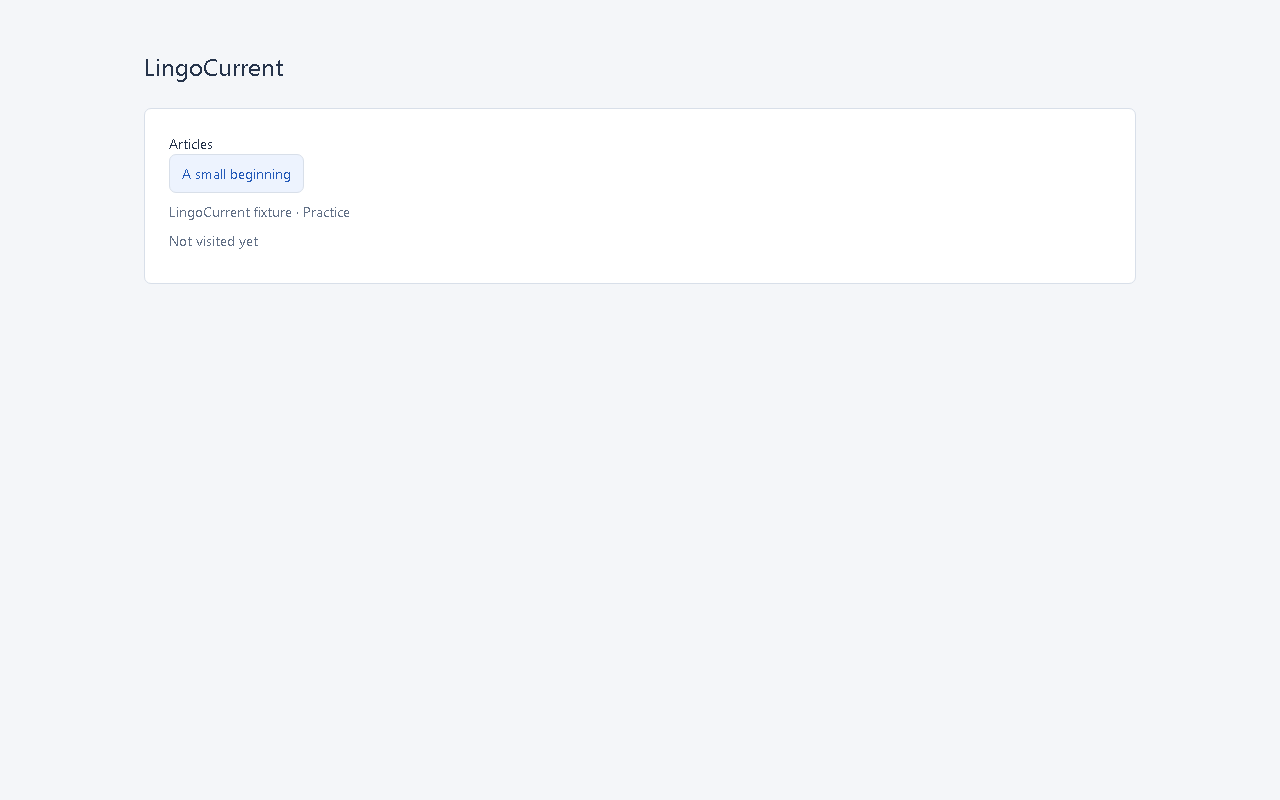 LingoCurrent
Articles
A small beginning
LingoCurrent fixture · Practice
Not visited yet